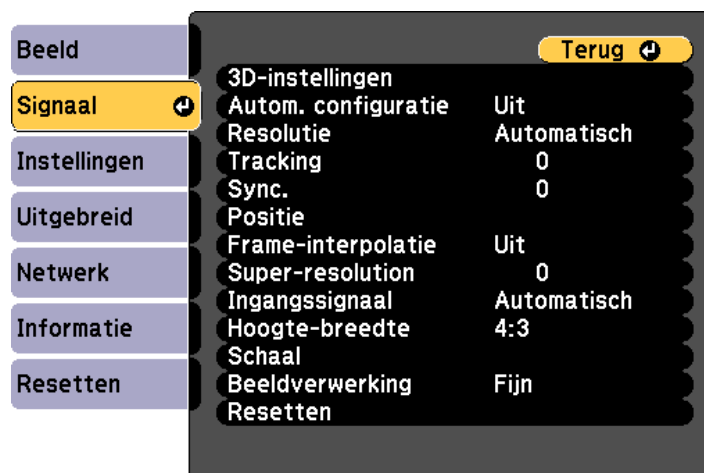 Beeld
Signaal
Instellingen
Uitgebreid
Netwerk
Informatie
Resetten
Terug
3D-instellingen
Autom. configuratie Uit
Resolutie Automatisch
Tracking 0
Sync. 0
Positie
Frame-interpolatie Uit
Super-resolution 0
Ingangssignaal Automatisch
Hoogte-breedte 4:3
Schaal
Beeldverwerking Fijn
Resetten